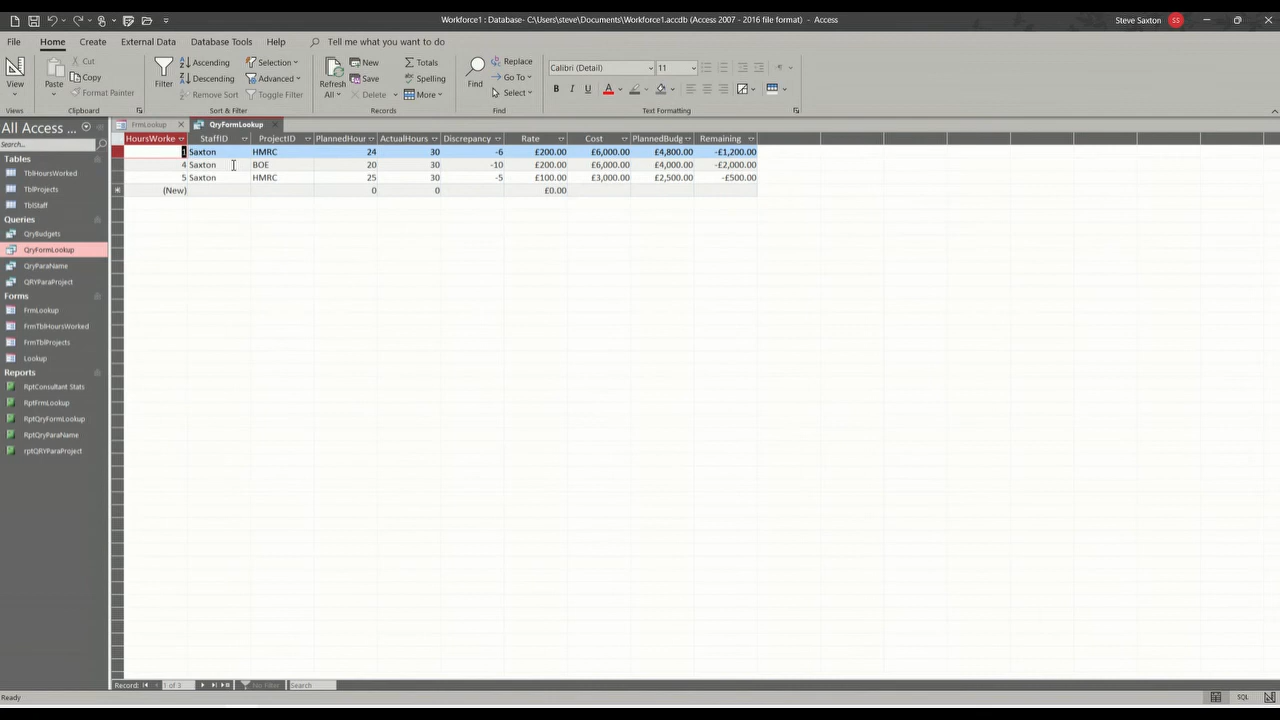 Workforce1 : Database- C:\Users\steve\Documents\Workforce1.accdb (Access 2007 - 2016 file format) - Access
Steve Saxton SS
File Home Create External Data Database Tools Help Tell me what you want to do
View
Paste
Cut
Copy
Format Painter
Clipboard
Filter
Ascending
Descending
Remove Sort
Selection
Advanced
Toggle Filter
Sort & Filter
Refresh All
New
Save
Delete
Totals
Spelling
More
Records
Find
Replace
Go To
Select
Find
Calibri (Detail) 11
B I U
Text Formatting
All Access ...
Search...
Tables
TblHoursWorked
TblProjects
TblStaff
Queries
QryBudgets
QryFormLookup
QryParaName
QRYParaProject
Forms
FrmLookup
FrmTblHoursWorked
FrmTblProjects
Lookup
Reports
RptConsultant Stats
RptFrmLookup
RptQryFormLookup
RptQryParaName
rptQRYParaProject
FrmLookup QryFormLookup
HoursWorke StaffID ProjectID PlannedHour ActualHours Discrepancy Rate Cost PlannedBudg Remaining
1 Saxton HMRC 24 30 -6 £200.00 £6,000.00 £4,800.00 -£1,200.00
4 Saxton BOE 20 30 -10 £200.00 £6,000.00 £4,000.00 -£2,000.00
5 Saxton HMRC 25 30 -5 £100.00 £3,000.00 £2,500.00 -£500.00
(New) 0 0 £0.00
Record: 1 of 3 No Filter Search
Ready
SQL